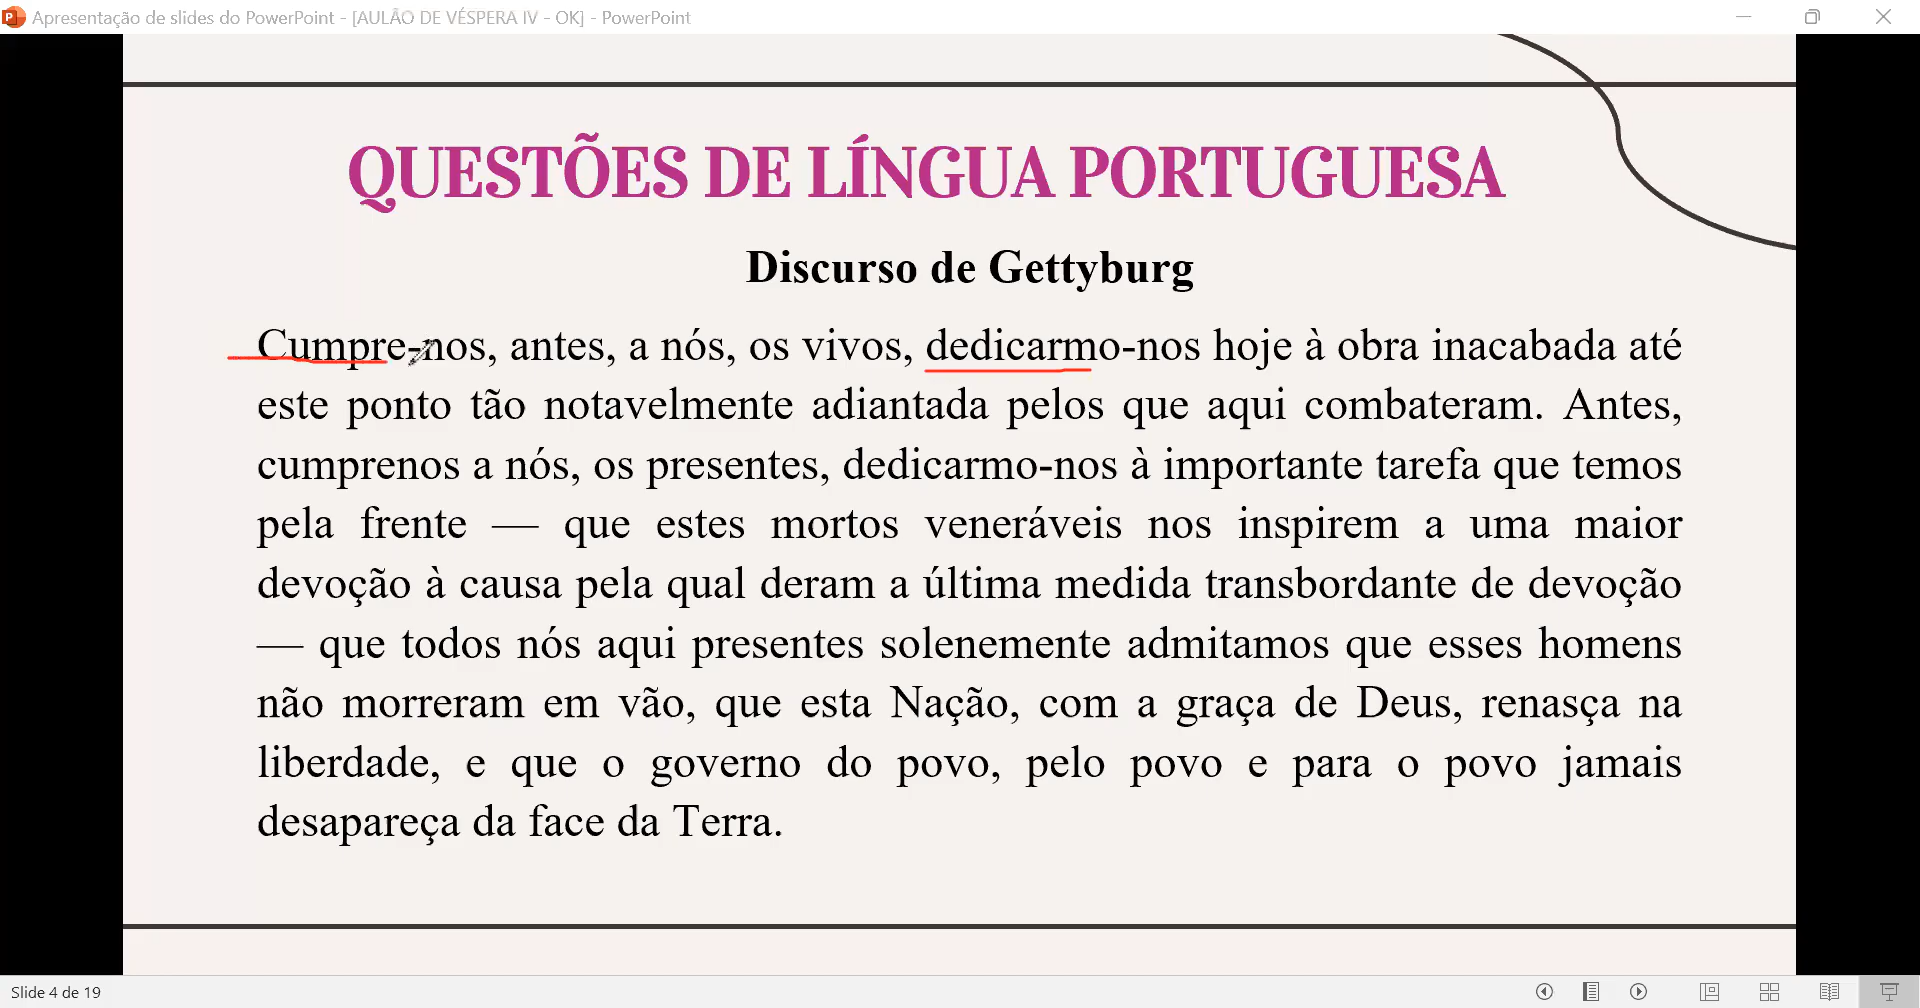 Apresentação de slides do PowerPoint - [AULÃO DE VÉSPERA IV - OK] - PowerPoint
QUESTÕES DE LÍNGUA PORTUGUESA
Discurso de Gettyburg
Cumpre-nos, antes, a nós, os vivos, dedicarmo-nos hoje à obra inacabada até
este ponto tão notavelmente adiantada pelos que aqui combateram. Antes,
cumprenos a nós, os presentes, dedicarmo-nos à importante tarefa que temos
pela frente — que estes mortos veneráveis nos inspirem a uma maior
devoção à causa pela qual deram a última medida transbordante de devoção
— que todos nós aqui presentes solenemente admitamos que esses homens
não morreram em vão, que esta Nação, com a graça de Deus, renasça na
liberdade, e que o governo do povo, pelo povo e para o povo jamais
desapareça da face da Terra.
Slide 4 de 19